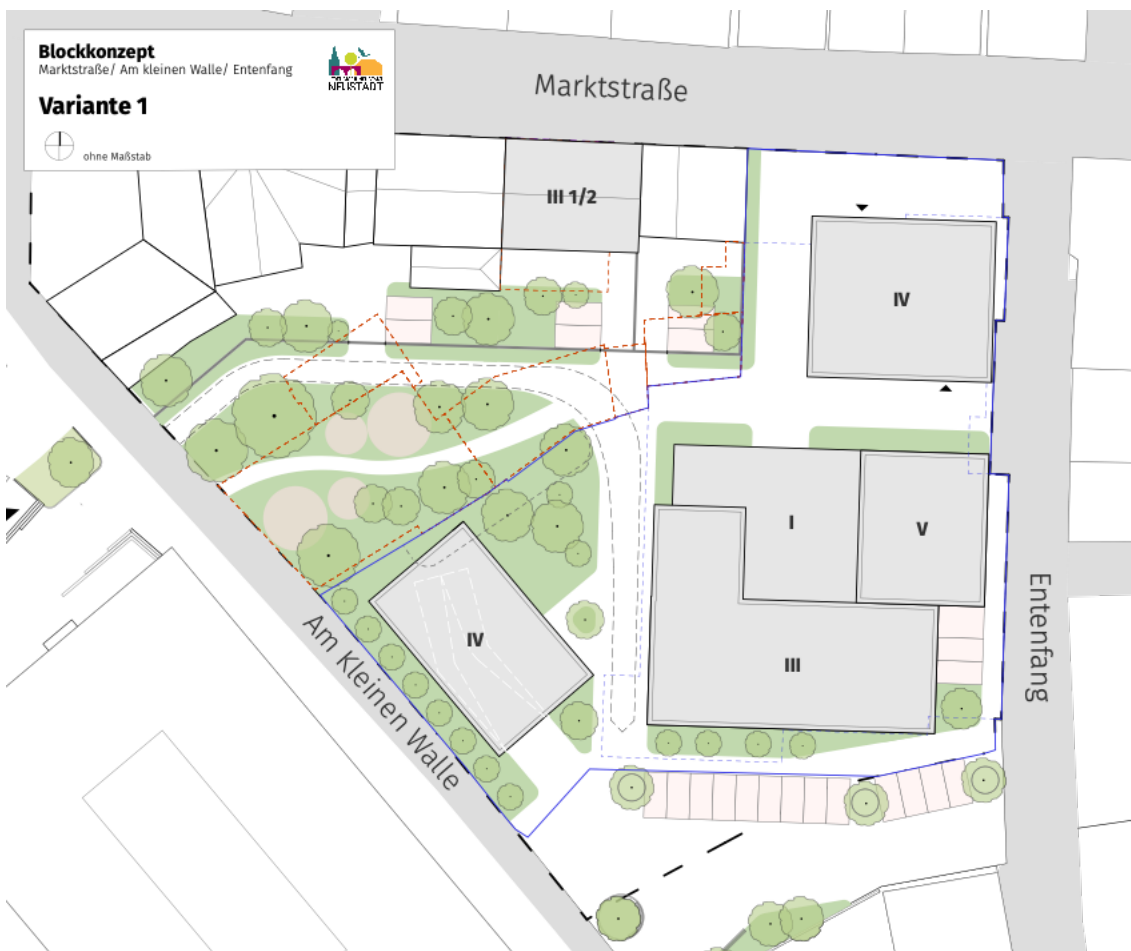 Blockkonzept
Marktstraße/ Am kleinen Walle/ Entenfang
NEUSTADT
Variante 1
ohne Maßstab
Marktstraße
III 1/2
IV
I
V
IV
III
Entenfang
Am Kleinen Walle